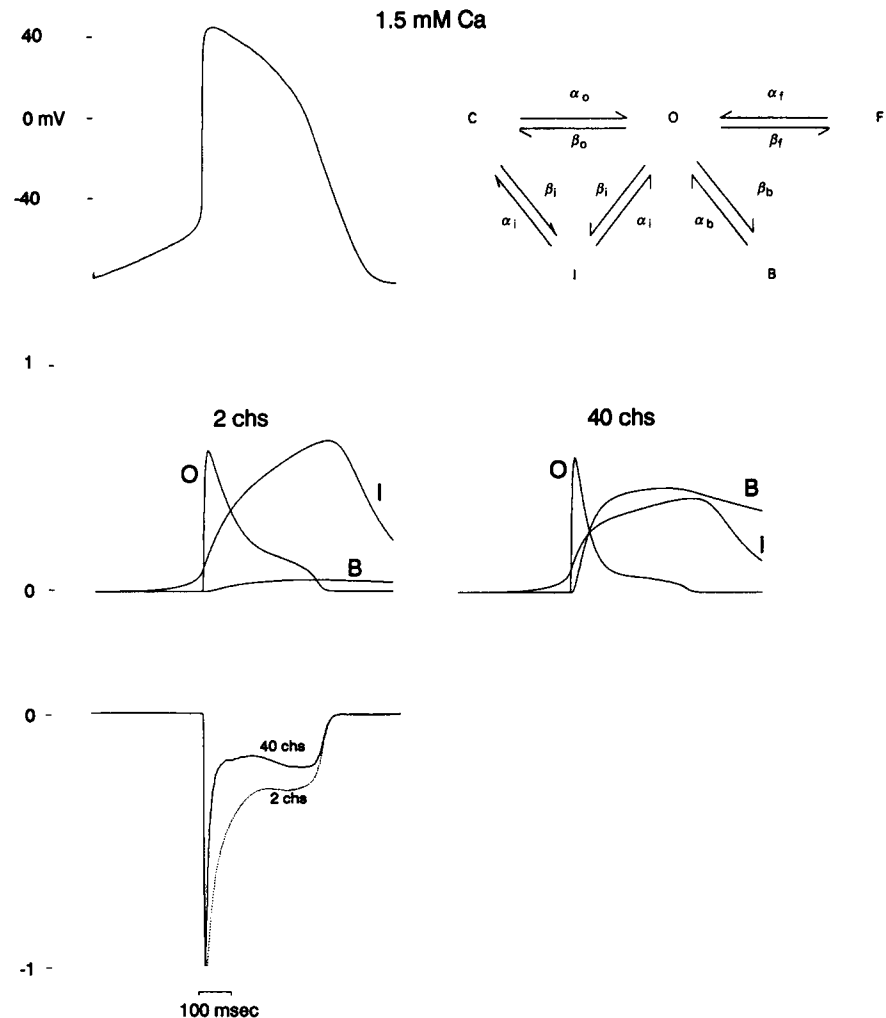 1.5 mM Ca
40
0 mV
-40
C
α o
β o
O
α f
β f
F
β i
α i
β i
α i
β b
α b
I
B
1
0
2 chs
O
I
B
40 chs
O
B
I
0
-1
40 chs
2 chs
100 msec